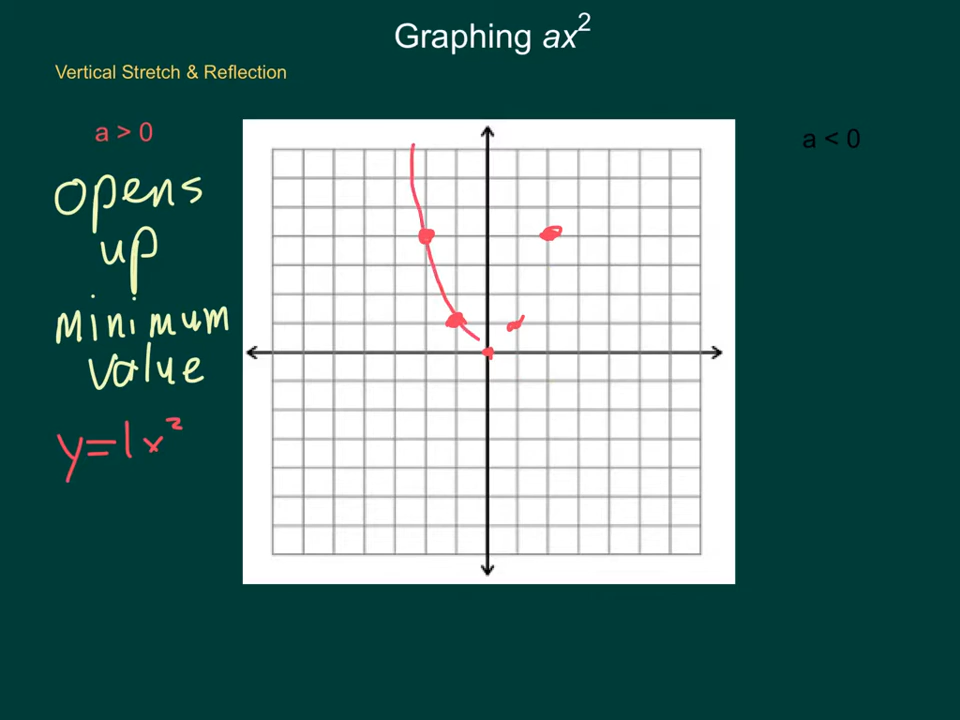 Graphing ax²
Vertical Stretch & Reflection
a > 0
a < 0
opens
up
minimum
value
y=1x²